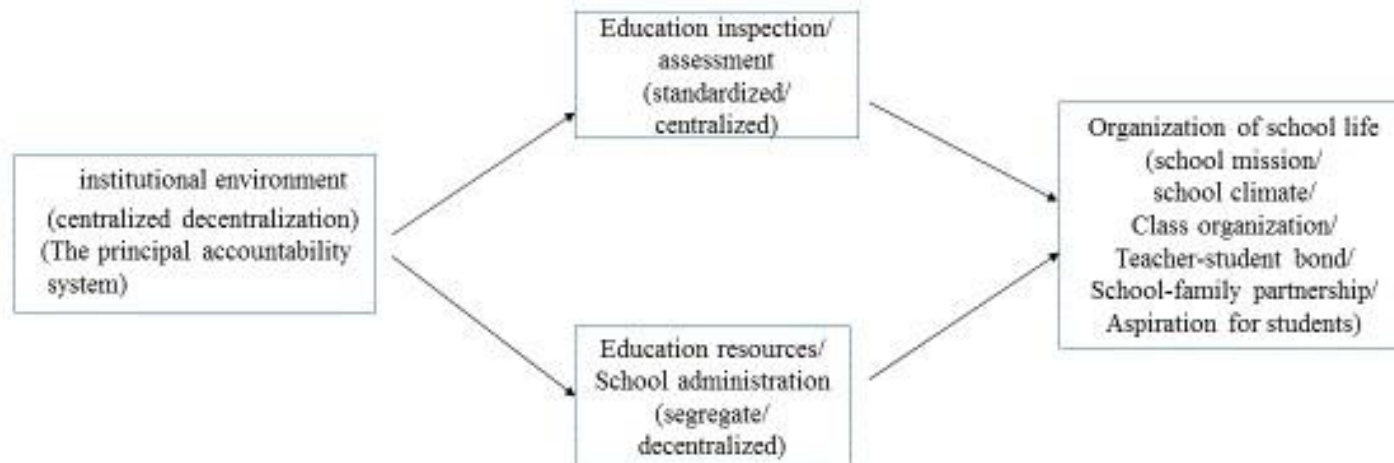 Education inspection/
assessment
(standardized/
centralized)
institutional environment
(centralized decentralization)
(The principal accountability
system)
Organization of school life
(school mission/
school climate/
Class organization/
Teacher-student bond/
School-family partnership/
Aspiration for students)
Education resources/
School administration
(segregate/
decentralized)